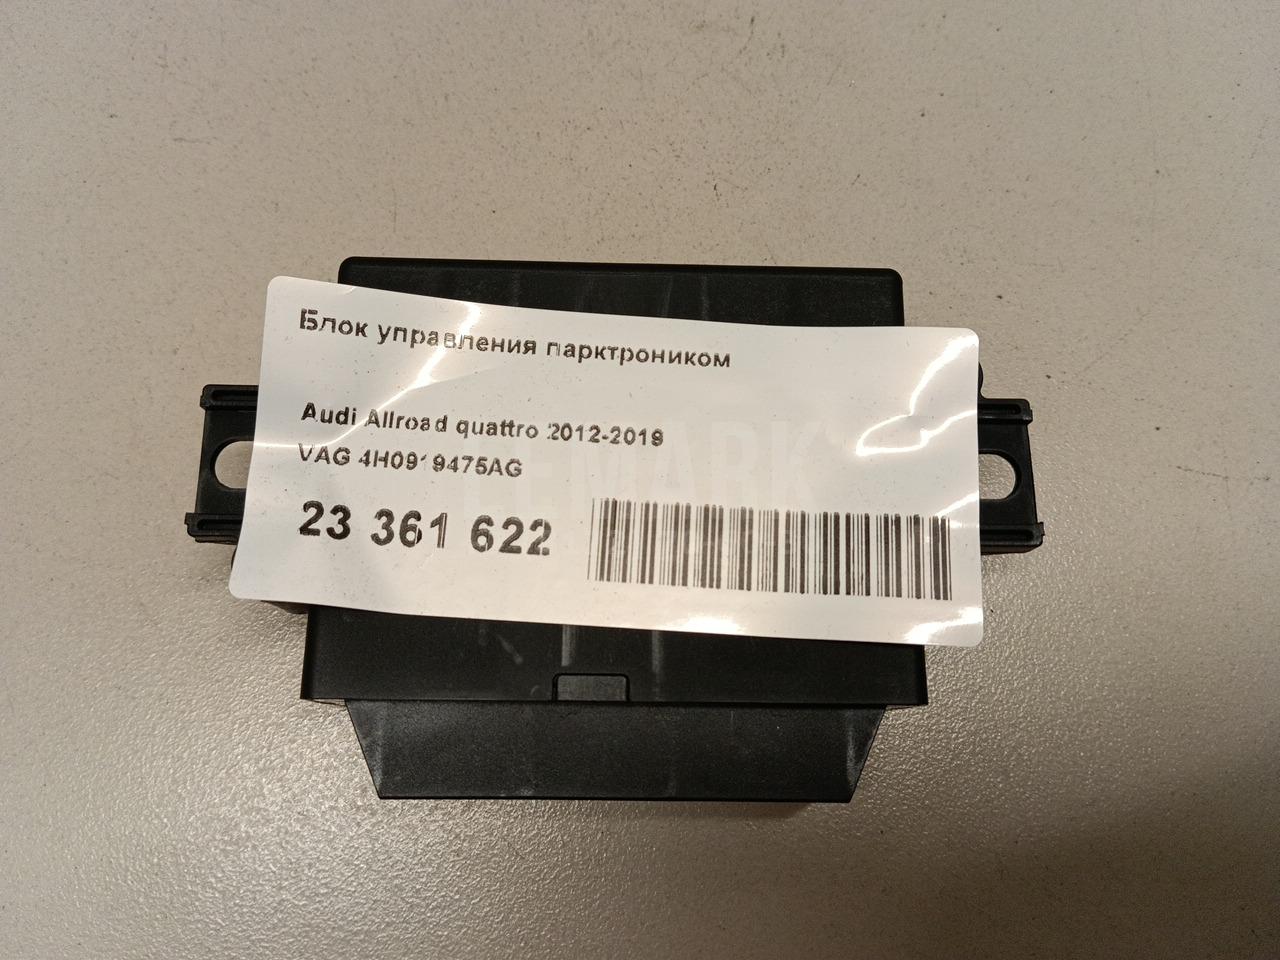 Блок управления парктроником
Audi Allroad quattro 2012-2019
VAG 4H0919475AG
23 361 622